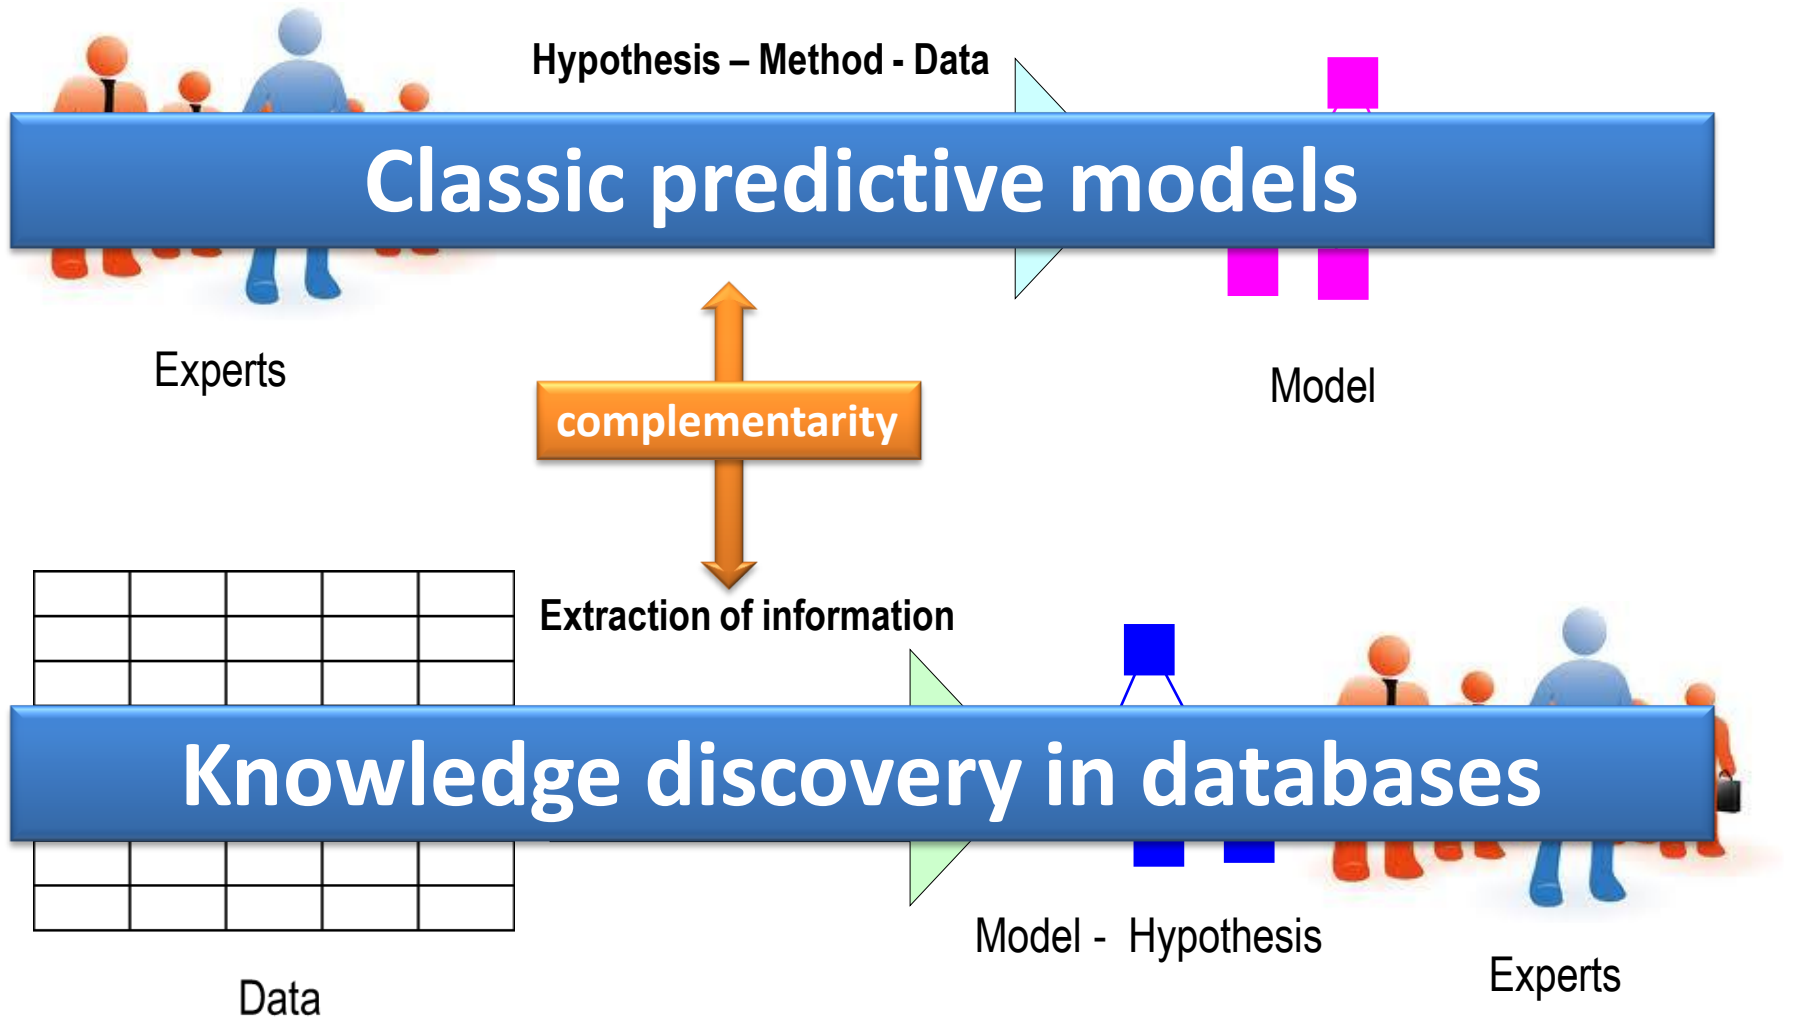 Hypothesis – Method - Data
Classic predictive models
Experts
Model
complementarity
Extraction of information
Knowledge discovery in databases
Model - Hypothesis
Experts
Data